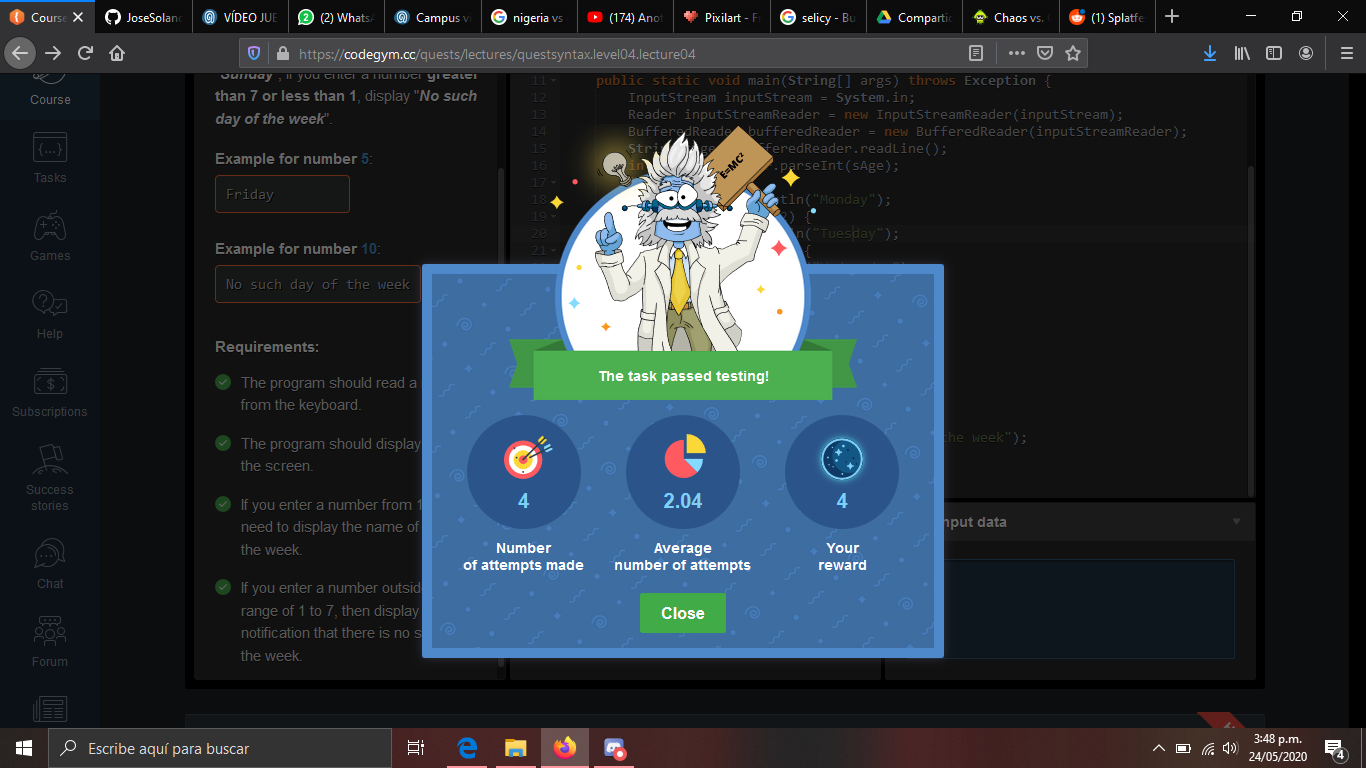 Course
JoseSolano
VÍDEO JUE
(2) WhatsA
Campus vi
nigeria vs
(174) Anot
Pixilart - Fr
selicy - Bu
Compartic
Chaos vs. O
(1) Splatfe
https://codegym.cc/quests/lectures/questsyntax.level04.lecture04
Course
Tasks
Games
Help
Subscriptions
Success
stories
Chat
Forum
"Sunday", if you enter a number greater
than 7 or less than 1, display "No such
day of the week".
Example for number 5:
Friday
Example for number 10:
No such day of the week
Requirements:
The program should read a
from the keyboard.
The program should display
the screen.
If you enter a number from 1
need to display the name of
the week.
If you enter a number outside
range of 1 to 7, then display
notification that there is no s
the week.
11 public static void main(String[] args) throws Exception {
12 InputStream inputStream = System.in;
13 Reader inputStreamReader = new InputStreamReader(inputStream);
14 BufferedReader bufferedReader = new BufferedReader(inputStreamReader);
15 String fferedReader.readLine();
16 in .parseInt(sAge);
17
18 tln("Monday");
19 ) {
20 ln("Tuesday");
21 {
he week");
nput data
E=MC²
The task passed testing!
4
Number
of attempts made
2.04
Average
number of attempts
4
Your
reward
Close
Escribe aquí para buscar
3:48 p.m.
24/05/2020
4